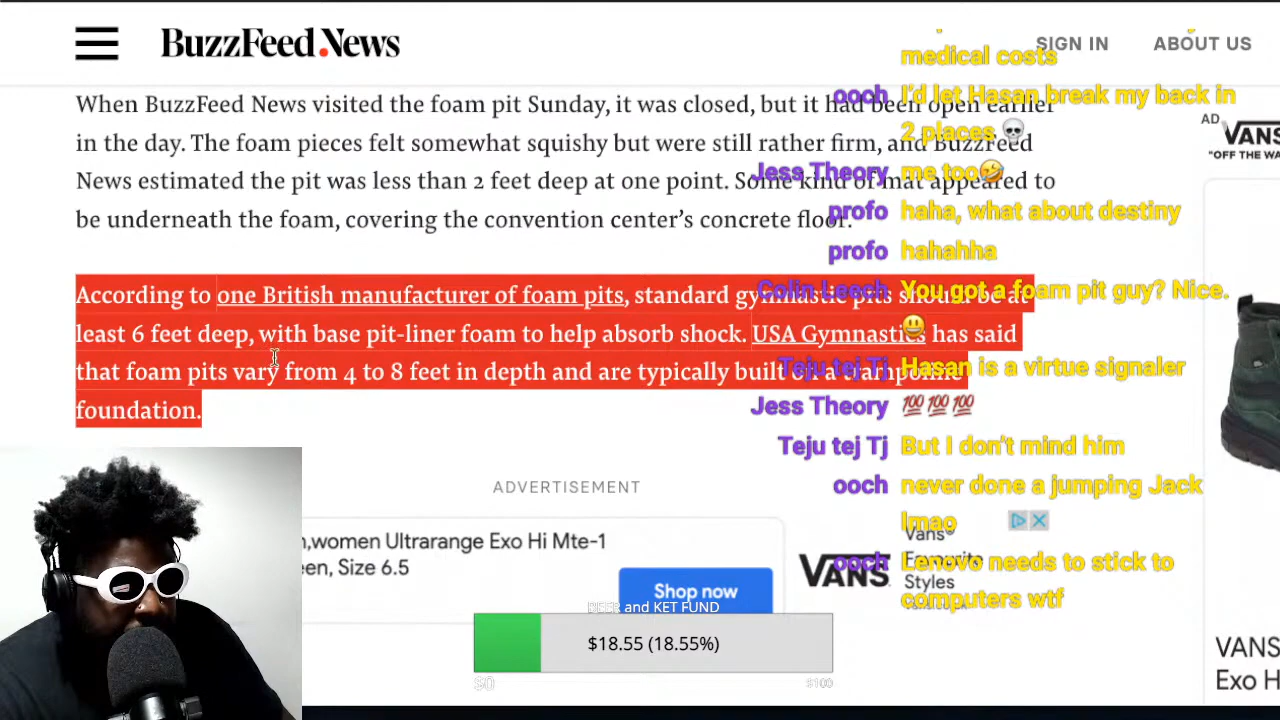 BuzzFeed News
SIGN IN
ABOUT US
When BuzzFeed News visited the foam pit Sunday, it was closed, but it had been open earlier
in the day. The foam pieces felt somewhat squishy but were still rather firm, and BuzzFeed
News estimated the pit was less than 2 feet deep at one point. Some kind of mat appeared to
be underneath the foam, covering the convention center's concrete floor.
According to one British manufacturer of foam pits, standard gymnastic pits should be at
least 6 feet deep, with base pit-liner foam to help absorb shock. USA Gymnastics has said
that foam pits vary from 4 to 8 feet in depth and are typically built on a trampoline
foundation.
medical costs
ooch I'd let Hasan break my back in
2 places 💀
Jess Theory me too🤣
profo haha, what about destiny
profo hahahha
Colin Leech You got a foam pit guy? Nice.
😃
Teju tej Tj Hasan is a virtue signaler
Jess Theory 💯💯💯
Teju tej Tj But I don't mind him
ooch never done a jumping Jack
lmao
ooch Lenovo needs to stick to
computers wtf
AD
VANS
"OFF THE WA
ADVERTISEMENT
n,women Ultrarange Exo Hi Mte-1
een, Size 6.5
Shop now
VANS
Vans®
Favourite
Styles
BEER and KET FUND
$18.55 (18.55%)
$0
$100
VANS
Exo H